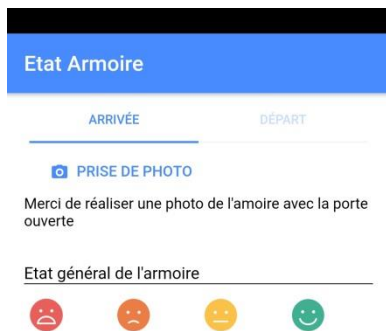 Etat Armoire
ARRIVÉE DÉPART
PRISE DE PHOTO
Merci de réaliser une photo de l'amoire avec la porte
ouverte
Etat général de l'armoire